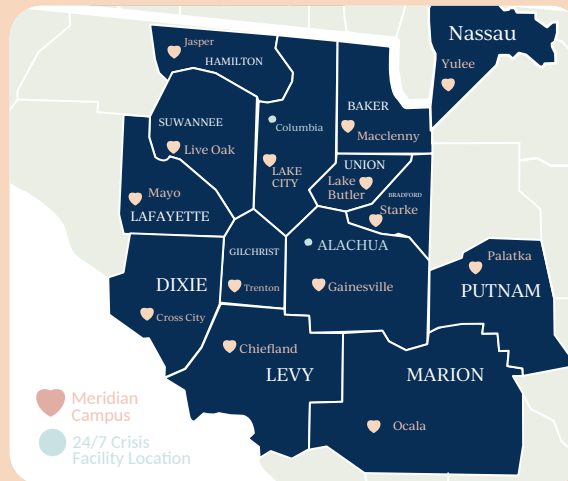 Nassau
Yulee
Jasper
HAMILTON
BAKER
Macclenny
SUWANNEE
Live Oak
Columbia
LAKE
CITY
UNION
Lake
Butler
BRADFORD
Starke
Mayo
LAFAYETTE
GILCHRIST
Trenton
ALACHUA
Gainesville
DIXIE
Cross City
Palatka
PUTNAM
Chiefland
LEVY
MARION
Ocala
Meridian
Campus
24/7 Crisis
Facility Location